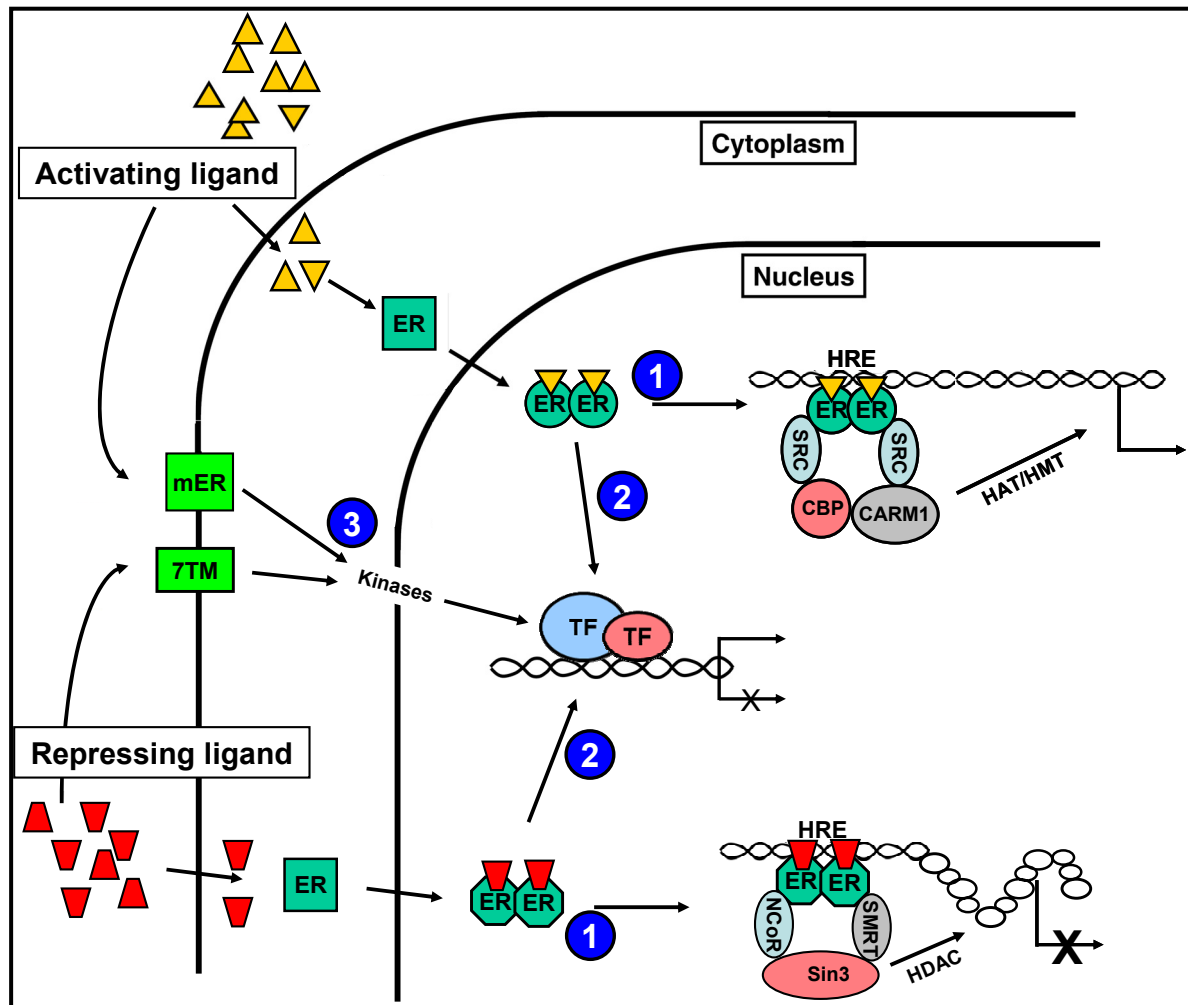 Cytoplasm
Activating ligand
Nucleus
ER
HRE
1
ER ER
ER ER
SRC
SRC
mER
2
HAT/HMT
CBP
CARM1
3
7TM
Kinases
TF
TF
X
Repressing ligand
2
HRE
ER
ER ER
ER ER
NCoR
SMRT
1
X
Sin3
HDAC